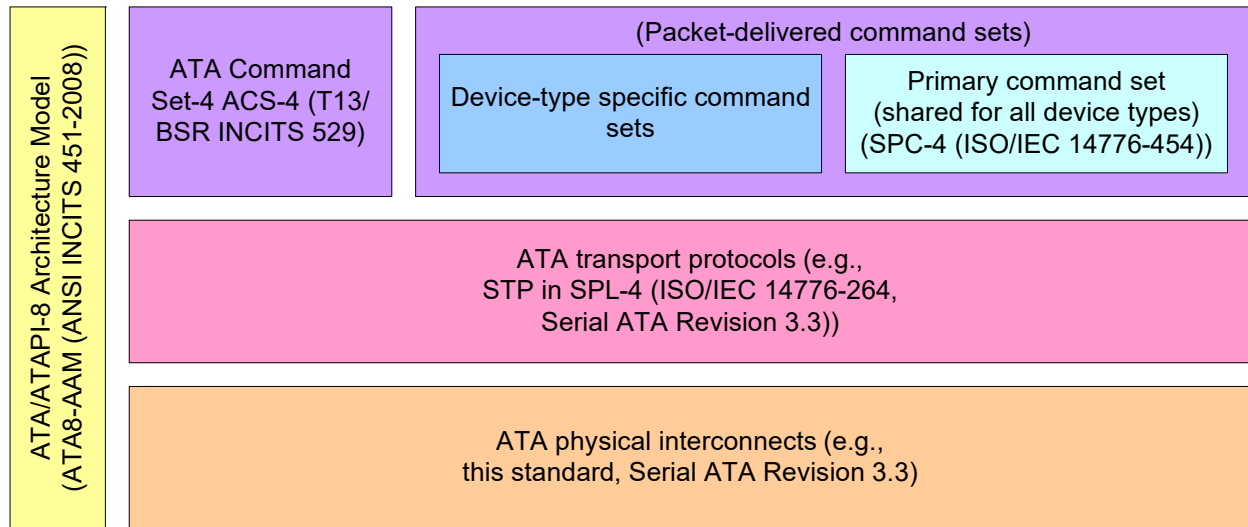 ATA/ATAPI-8 Architecture Model
(ATA8-AAM (ANSI INCITS 451-2008))
ATA Command
Set-4 ACS-4 (T13/
BSR INCITS 529)
(Packet-delivered command sets)
Device-type specific command
sets
Primary command set
(shared for all device types)
(SPC-4 (ISO/IEC 14776-454))
ATA transport protocols (e.g.,
STP in SPL-4 (ISO/IEC 14776-264,
Serial ATA Revision 3.3))
ATA physical interconnects (e.g.,
this standard, Serial ATA Revision 3.3)